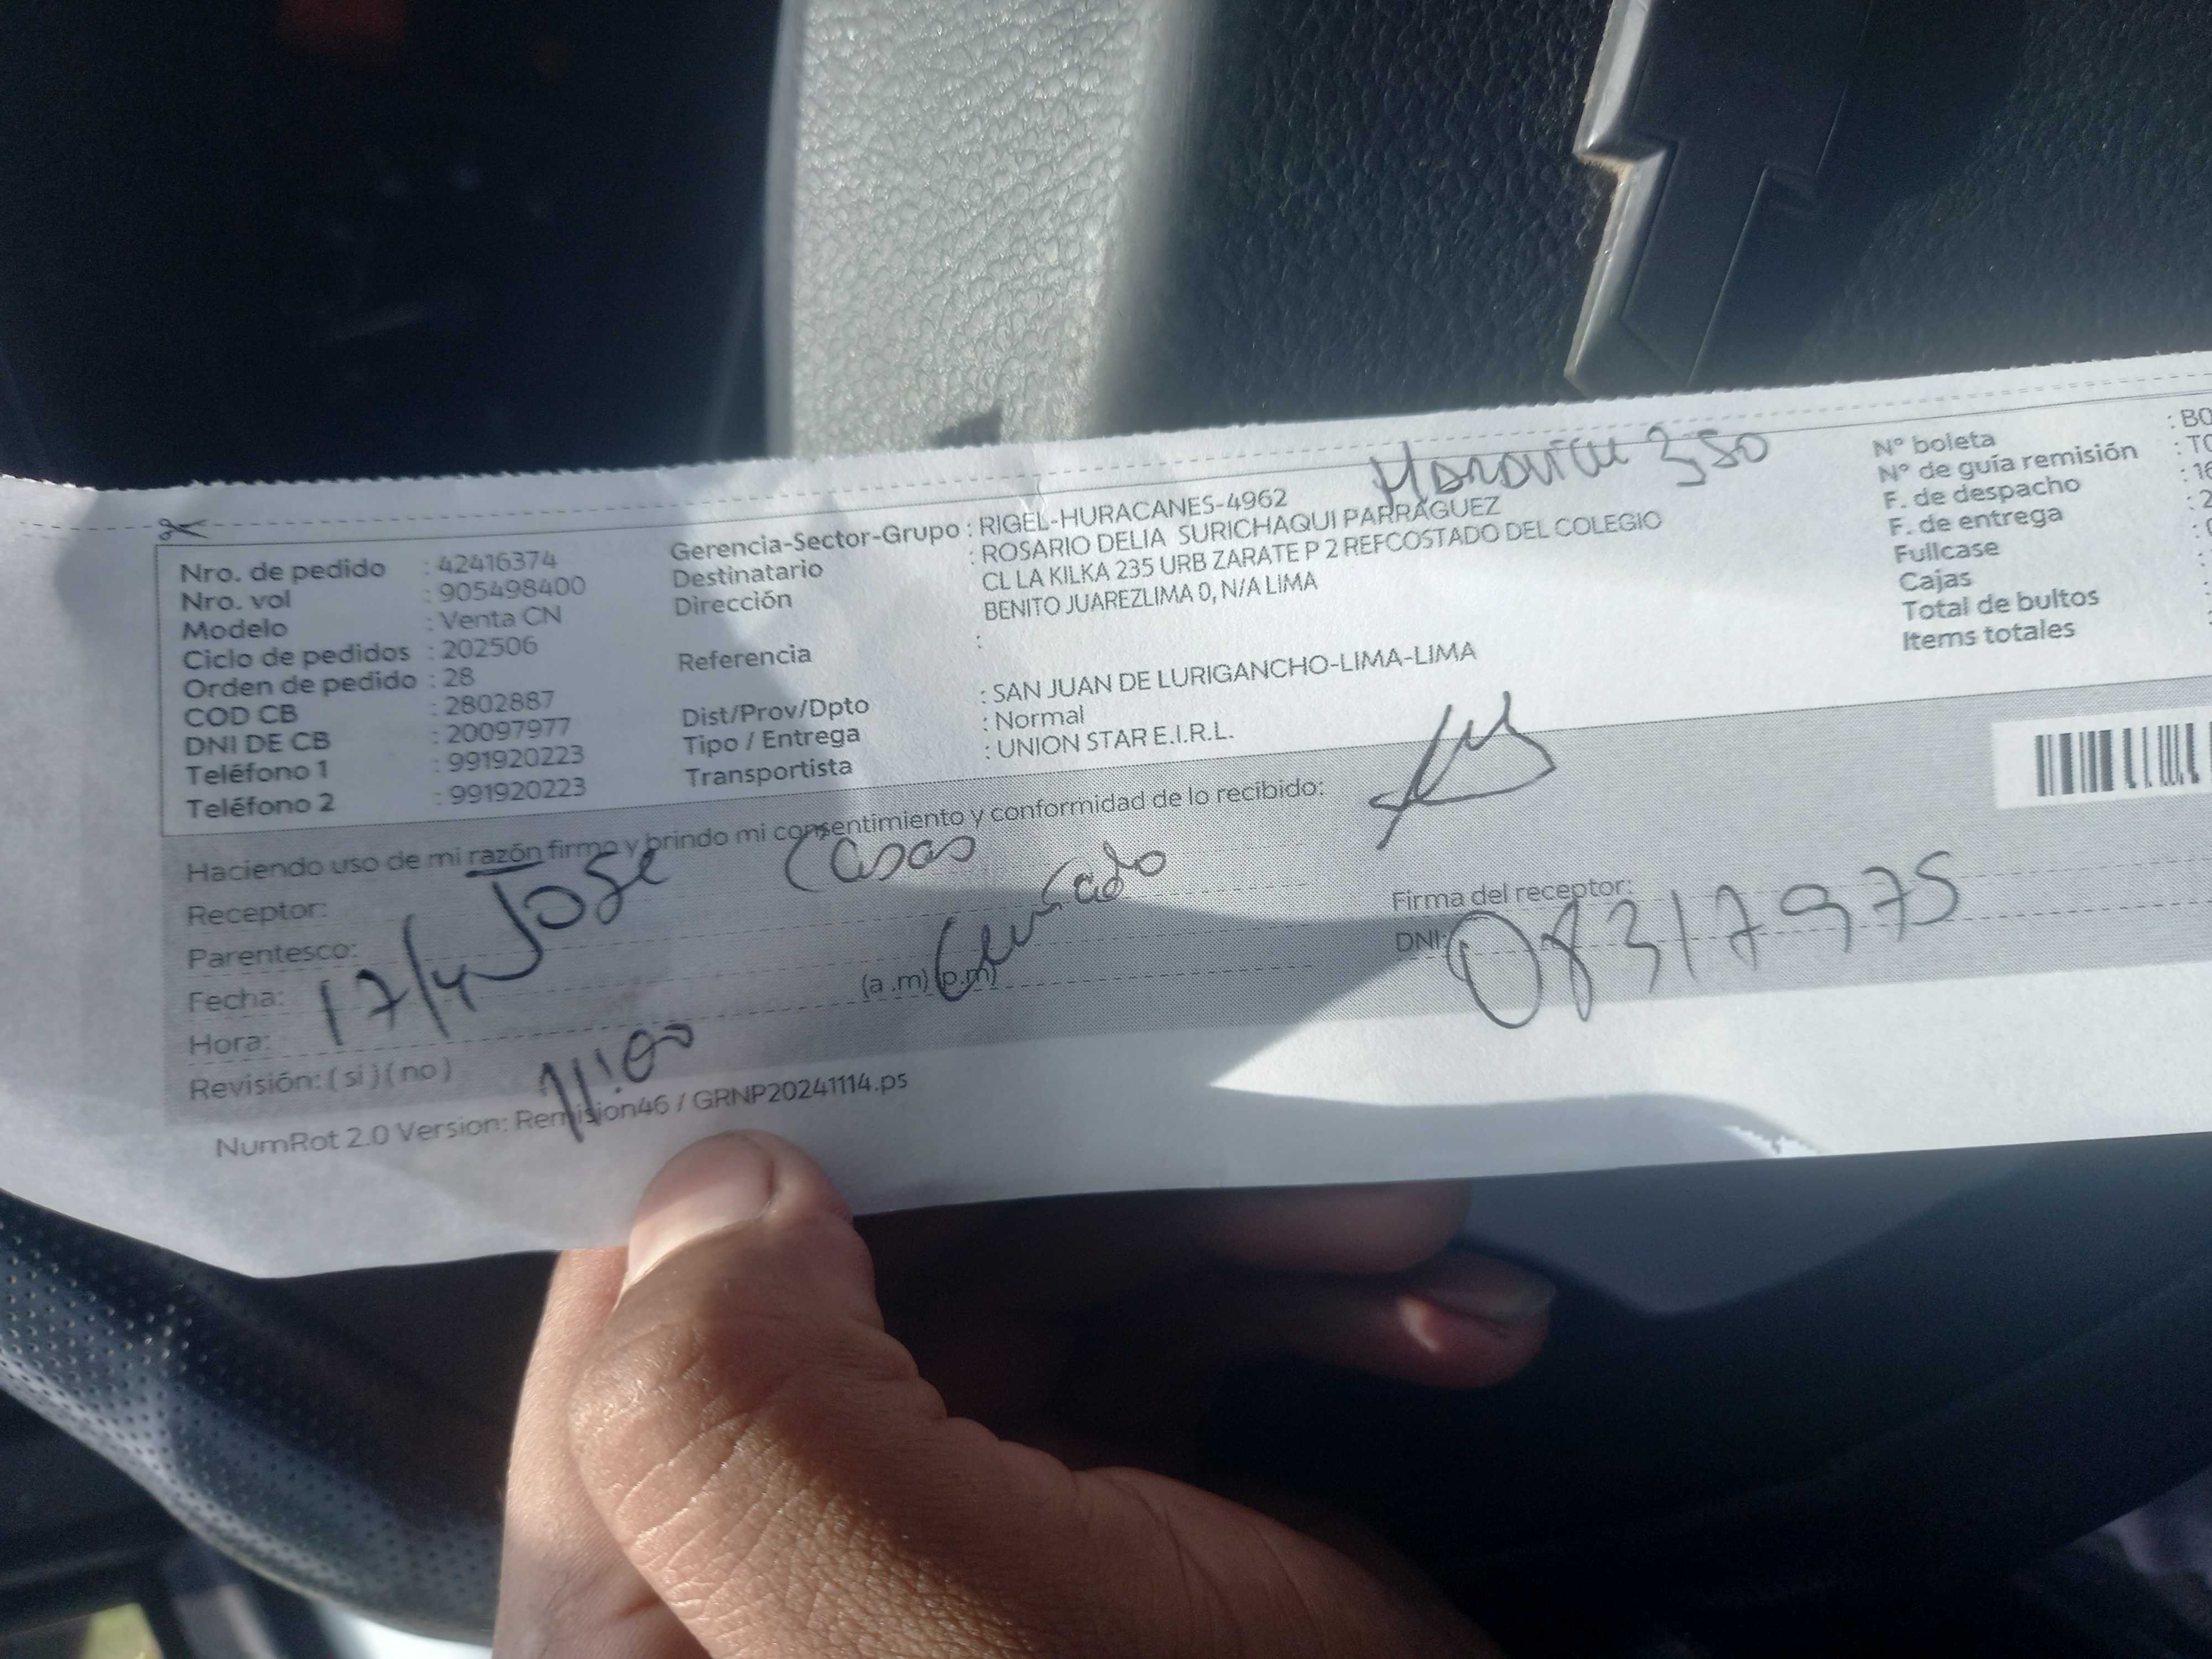 Maroviu 350
Nro. de pedido : 42416374
Nro. vol : 905498400
Modelo : Venta CN
Ciclo de pedidos : 202506
Orden de pedido : 28
COD CB : 2802887
DNI DE CB : 20097977
Teléfono 1 : 991920223
Teléfono 2 : 991920223
Gerencia-Sector-Grupo : RIGEL-HURACANES-4962
Destinatario : ROSARIO DELIA SURICHAQUI PARRAGUEZ
Dirección CL LA KILKA 235 URB ZARATE P 2 REFCOSTADO DEL COLEGIO
BENITO JUAREZLIMA 0, N/A LIMA
Referencia :
Dist/Prov/Dpto : SAN JUAN DE LURIGANCHO-LIMA-LIMA
Tipo / Entrega : Normal
Transportista : UNION STAR E.I.R.L.
N° boleta : B0
N° de guía remisión : T0
F. de despacho : 16
F. de entrega : 2
Fullcase
Cajas
Total de bultos
Items totales
Haciendo uso de mi razón firmo y brindo mi consentimiento y conformidad de lo recibido:
Receptor: Jose Casas
Parentesco:
Fecha: 17/4
Hora: 11:00 (a.m) (p.m)
Revisión: ( si ) ( no )
Firma del receptor:
DNI: 08317975
NumRot 2.0 Version: Remision46 / GRNP20241114.ps